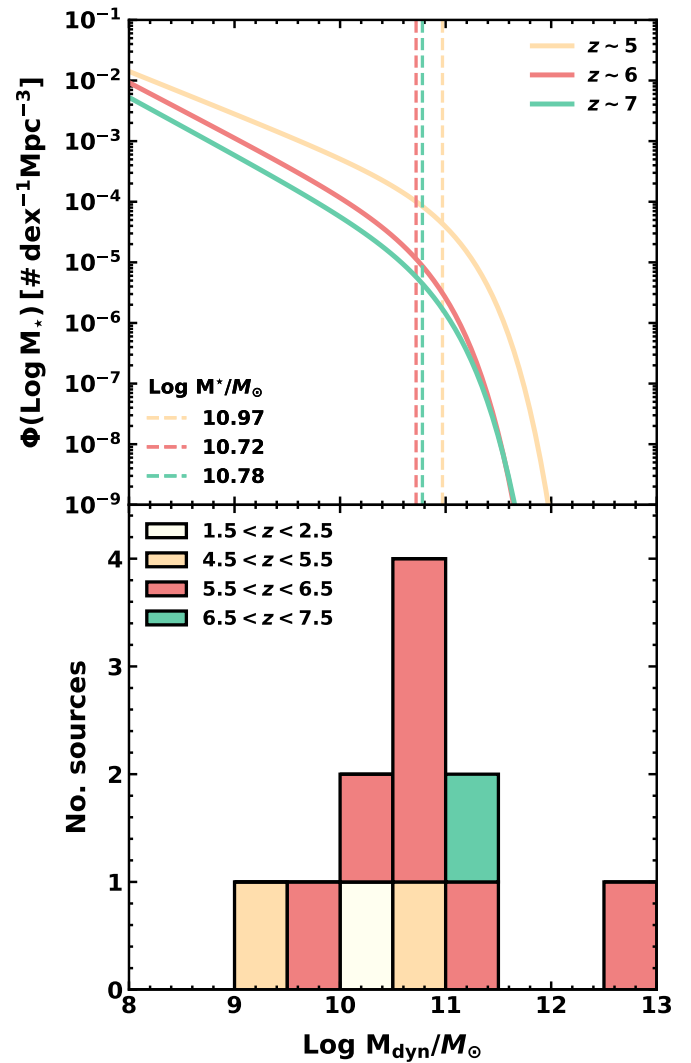 10⁻¹
10⁻²
10⁻³
10⁻⁴
10⁻⁵
10⁻⁶
10⁻⁷
10⁻⁸
10⁻⁹
Φ(Log M⋆) [# dex⁻¹Mpc⁻³]
z ~ 5
z ~ 6
z ~ 7
Log M*/M⊙
10.97
10.72
10.78
1.5 < z < 2.5
4.5 < z < 5.5
5.5 < z < 6.5
6.5 < z < 7.5
4
3
2
1
0
No. sources
8 9 10 11 12 13
Log M_dyn/M⊙